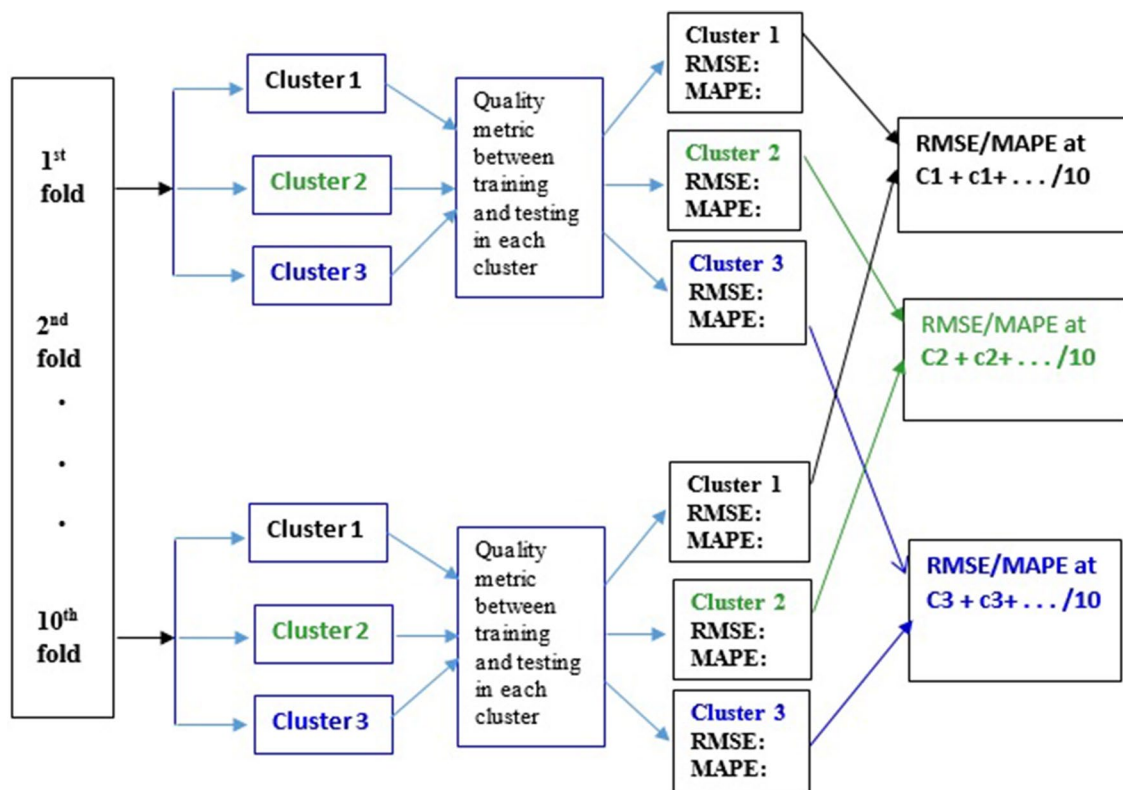 1st
fold
2nd
fold
.
.
.
10th
fold
Cluster 1
Cluster 2
Cluster 3
Quality
metric
between
training
and testing
in each
cluster
Cluster 1
RMSE:
MAPE:
Cluster 2
RMSE:
MAPE:
Cluster 3
RMSE:
MAPE:
Cluster 1
Cluster 2
Cluster 3
Quality
metric
between
training
and testing
in each
cluster
Cluster 1
RMSE:
MAPE:
Cluster 2
RMSE:
MAPE:
Cluster 3
RMSE:
MAPE:
RMSE/MAPE at
C1 + c1+ . . . /10
RMSE/MAPE at
C2 + c2+ . . . /10
RMSE/MAPE at
C3 + c3+ . . . /10